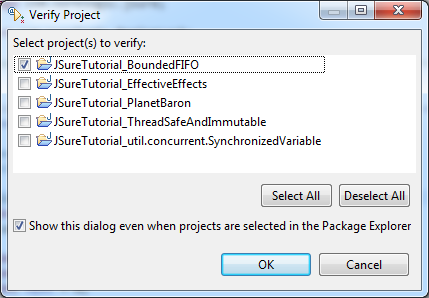 Verify Project
Select project(s) to verify:
JSureTutorial_BoundedFIFO
JSureTutorial_EffectiveEffects
JSureTutorial_PlanetBaron
JSureTutorial_ThreadSafeAndImmutable
JSureTutorial_util.concurrent.SynchronizedVariable
Select All Deselect All
Show this dialog even when projects are selected in the Package Explorer
OK Cancel